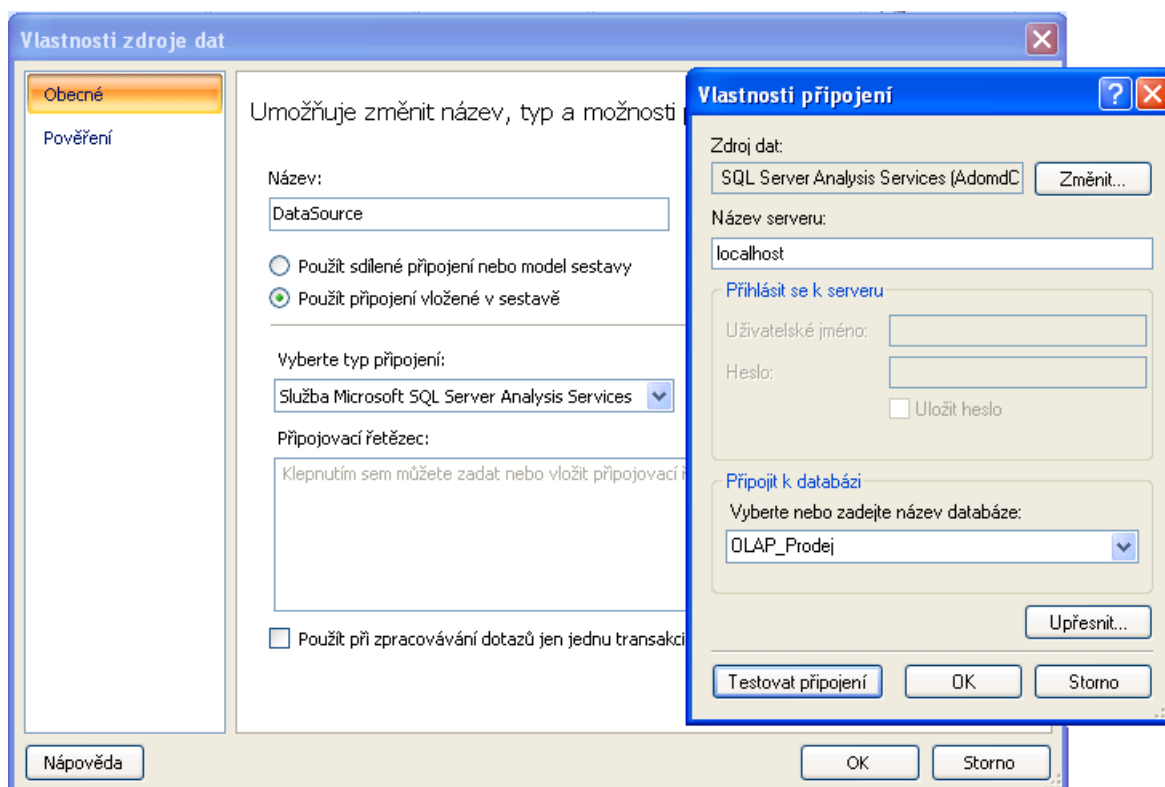 Vlastnosti zdroje dat
Obecné
Pověření
Umožňuje změnit název, typ a možnosti
Název:
DataSource
Použít sdílené připojení nebo model sestavy
Použít připojení vložené v sestavě
Vyberte typ připojení:
Služba Microsoft SQL Server Analysis Services
Připojovací řetězec:
Klepnutím sem můžete zadat nebo vložit připojovací
Použít při zpracovávání dotazů jen jednu transakci
Nápověda
OK
Storno
Vlastnosti připojení
Zdroj dat:
SQL Server Analysis Services (AdomdC
Změnit...
Název serveru:
localhost
Přihlásit se k serveru
Uživatelské jméno:
Heslo:
Uložit heslo
Připojit k databázi
Vyberte nebo zadejte název databáze:
OLAP_Prodej
Upřesnit...
Testovat připojení
OK
Storno